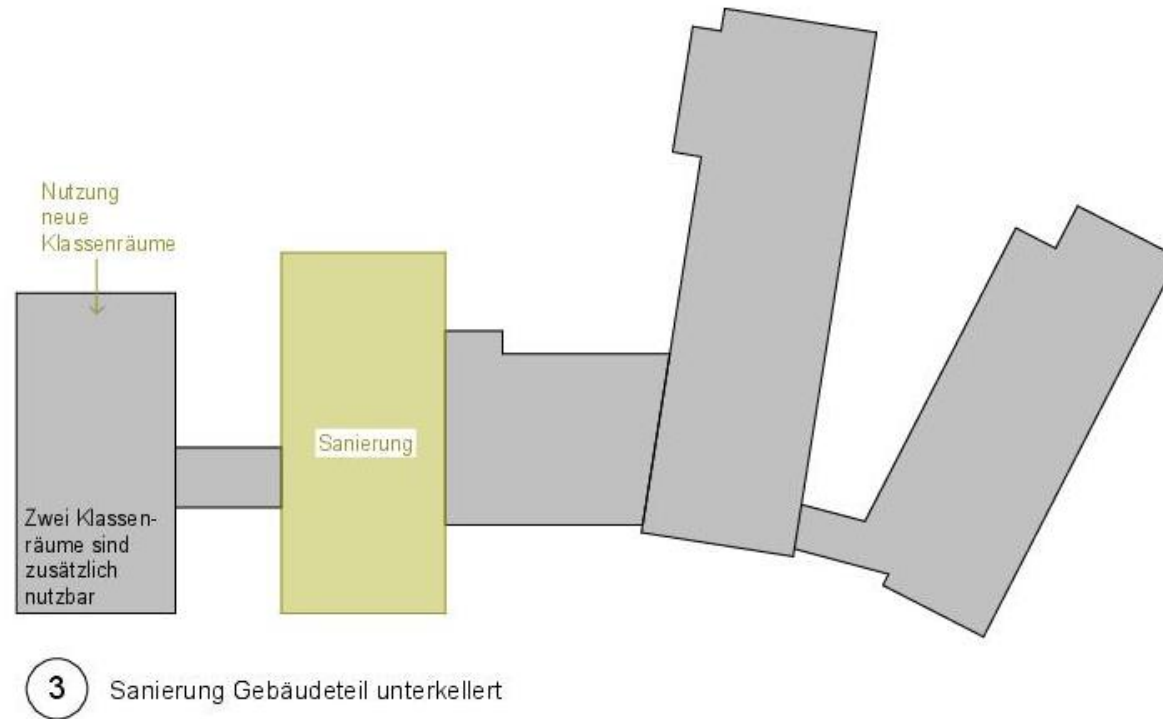 Nutzung
neue
Klassenräume
Sanierung
Zwei Klassen-
räume sind
zusätzlich
nutzbar
3 Sanierung Gebäudeteil unterkellert